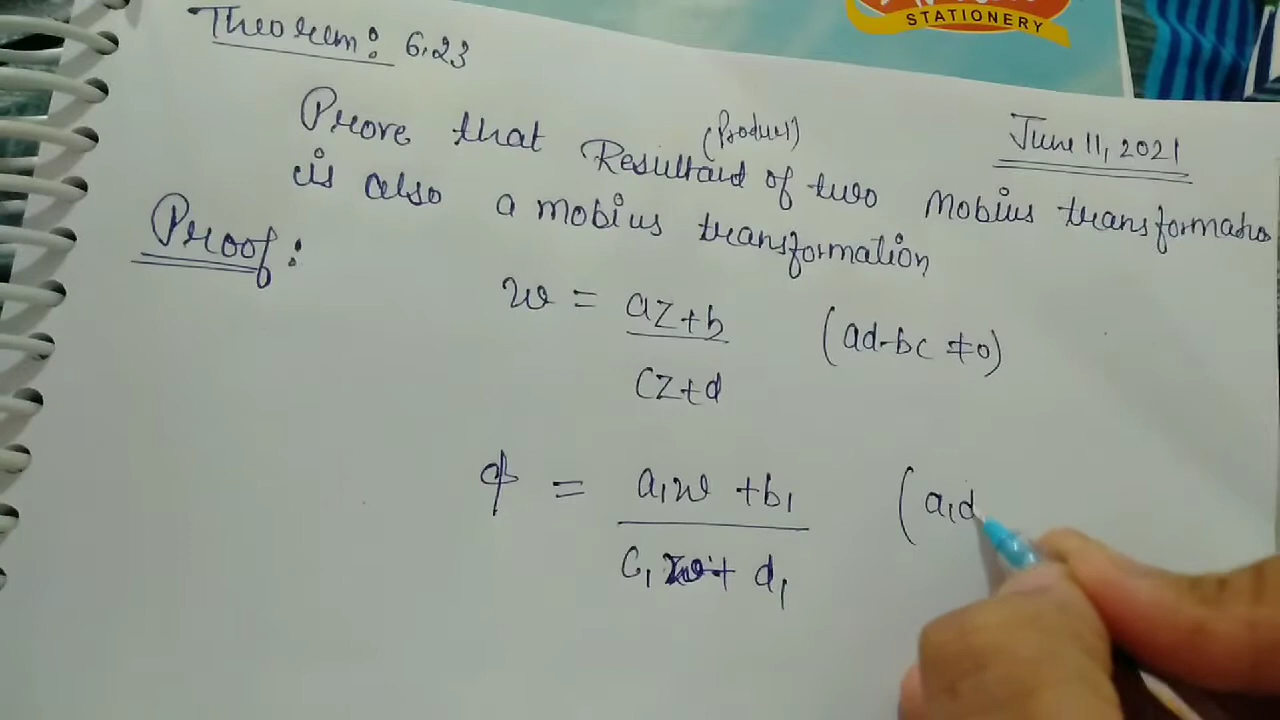 STATIONERY
Theorem: 6.23
Prove that Resultant of two Mobius transformatio
(Product)
June 11, 2021
is also a mobius transformation
Proof:
w = az+b (ad-bc ≠0)
cz+d
ϕ = a₁w +b₁ (a₁d
c₁w+ d₁